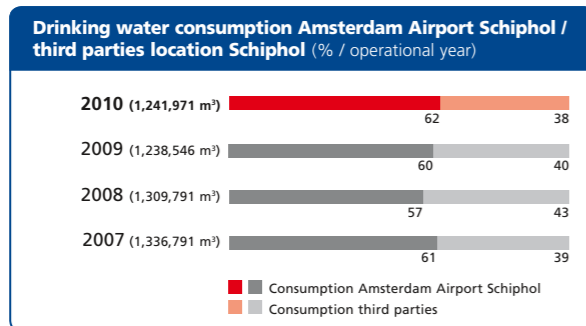 Drinking water consumption Amsterdam Airport Schiphol /
third parties location Schiphol (% / operational year)
2010 (1,241,971 m³)
62 38
2009 (1,238,546 m³)
60 40
2008 (1,309,791 m³)
57 43
2007 (1,336,791 m³)
61 39
Consumption Amsterdam Airport Schiphol
Consumption third parties